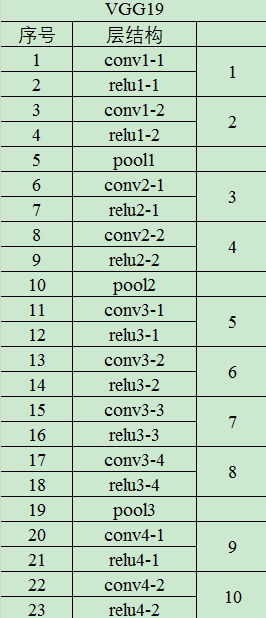 VGG19
序号 层结构
1 conv1-1 1
2 relu1-1
3 conv1-2 2
4 relu1-2
5 pool1
6 conv2-1 3
7 relu2-1
8 conv2-2 4
9 relu2-2
10 pool2
11 conv3-1 5
12 relu3-1
13 conv3-2 6
14 relu3-2
15 conv3-3 7
16 relu3-3
17 conv3-4 8
18 relu3-4
19 pool3
20 conv4-1 9
21 relu4-1
22 conv4-2 10
23 relu4-2